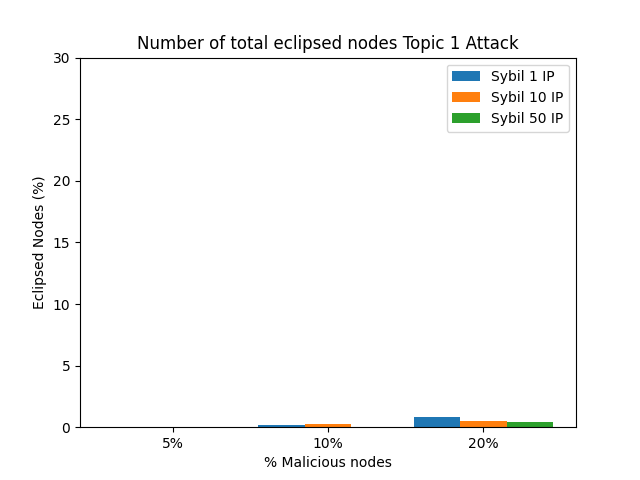 Number of total eclipsed nodes Topic 1 Attack
Sybil 1 IP
Sybil 10 IP
Sybil 50 IP
Eclipsed Nodes (%)
30
25
20
15
10
5
0
5%
10%
20%
% Malicious nodes